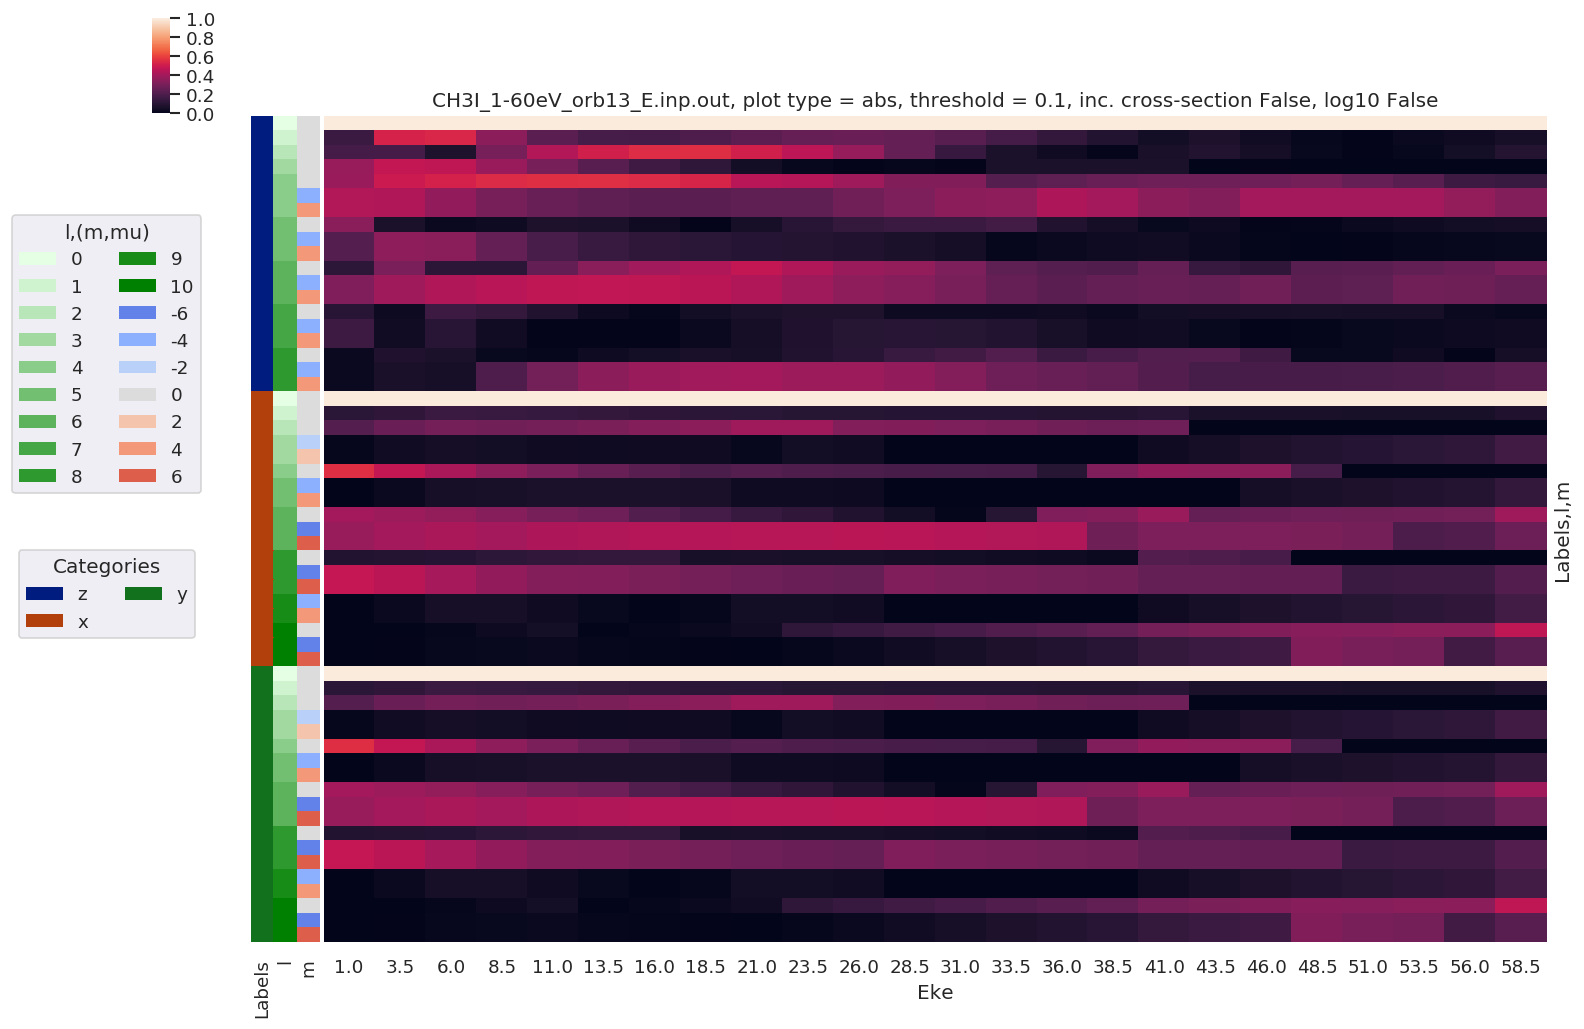 1.0
0.8
0.6
0.4
0.2
0.0
CH3I_1-60eV_orb13_E.inp.out, plot type = abs, threshold = 0.1, inc. cross-section False, log10 False
l,(m,mu)
0 9
1 10
2 -6
3 -4
4 -2
5 0
6 2
7 4
8 6
Categories
z y
x
Labels,l,m
Labels
l
m
1.0 3.5 6.0 8.5 11.0 13.5 16.0 18.5 21.0 23.5 26.0 28.5 31.0 33.5 36.0 38.5 41.0 43.5 46.0 48.5 51.0 53.5 56.0 58.5
Eke